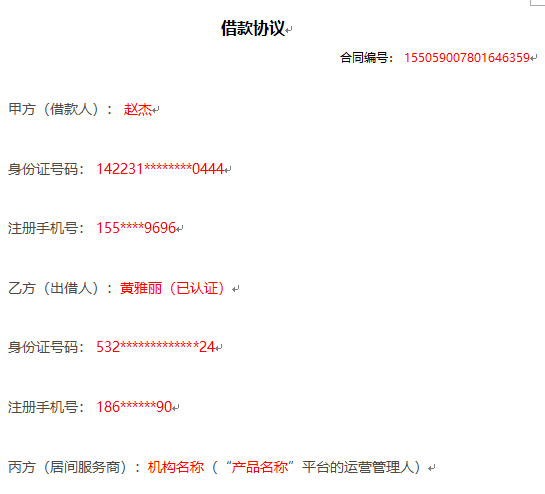 借款协议
合同编号： 155059007801646359
甲方（借款人）： 赵杰
身份证号码： 142231********0444
注册手机号： 155****9696
乙方（出借人）：黄雅丽（已认证）
身份证号码： 532*************24
注册手机号： 186******90
丙方（居间服务商）：机构名称（“产品名称”平台的运营管理人）